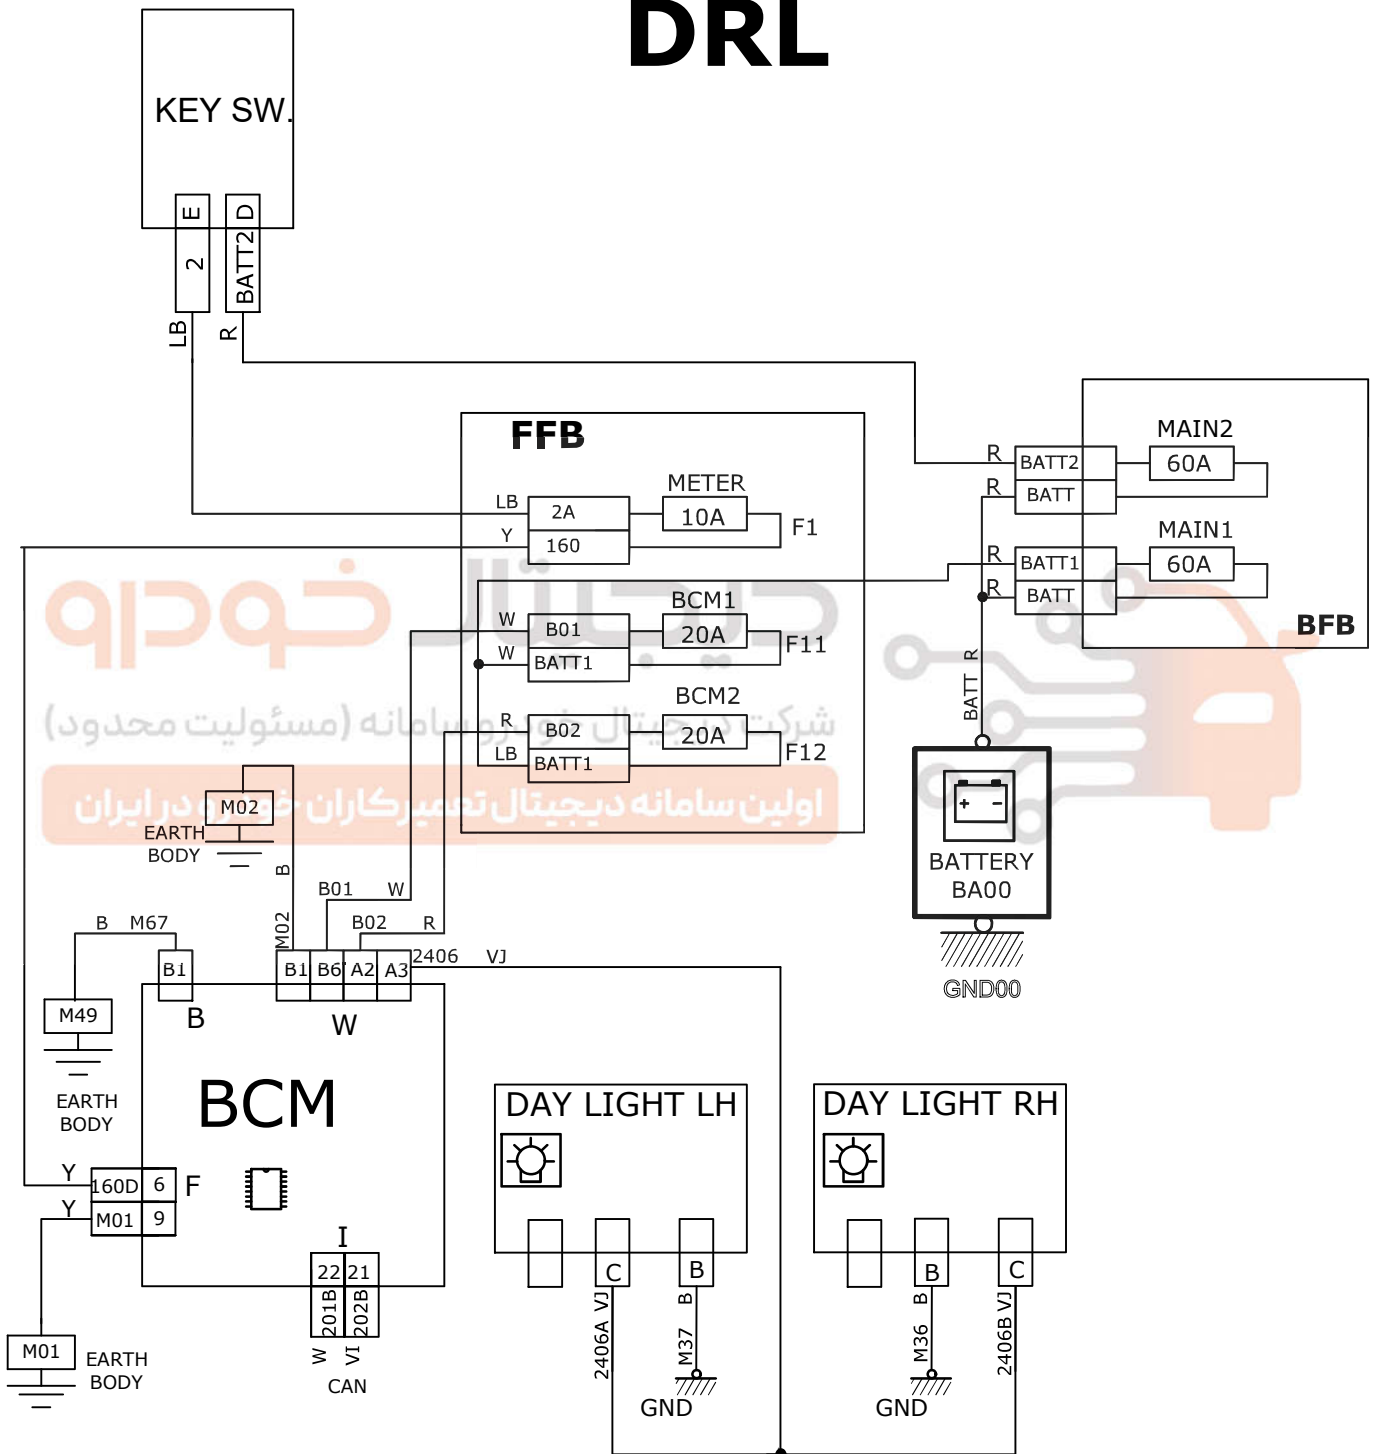 DRL
KEY SW.
E
D
2
BATT2
LB
R
FFB
METER
LB
2A
10A
F1
Y
160
BCM1
W
B01
20A
F11
W
BATT1
BCM2
R
B02
20A
F12
LB
BATT1
MAIN2
R
BATT2
60A
R
BATT
MAIN1
R
BATT1
60A
R
BATT
BFB
BATT R
+ -
BATTERY
BA00
GND00
دیجیتال خودرو
شرکت دیجیتال خودرو سامانه (مسئولیت محدود)
اولین سامانه دیجیتال تعمیرکاران خودرو در ایران
M02
EARTH
BODY
B
M02
B01 W
B02 R
B M67
2406 VJ
B1
B1
B6
A2
A3
B
W
M49
EARTH
BODY
BCM
Y
160D
6
F
Y
M01
9
I
22
21
201B
202B
W
VI
CAN
M01
EARTH
BODY
DAY LIGHT LH
C
B
2406A VJ
M37 B
GND
DAY LIGHT RH
B
C
M36 B
2406B VJ
GND